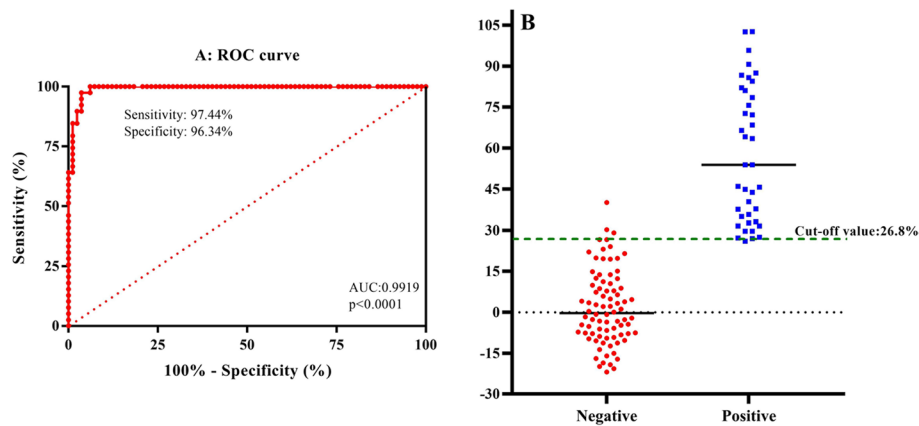 A: ROC curve
Sensitivity (%)
100
75
50
25
0
Sensitivity: 97.44%
Specificity: 96.34%
AUC:0.9919
p<0.0001
0 25 50 75 100
100% - Specificity (%)
B
105
90
75
60
45
30
15
0
-15
-30
Cut-off value:26.8%
Negative Positive